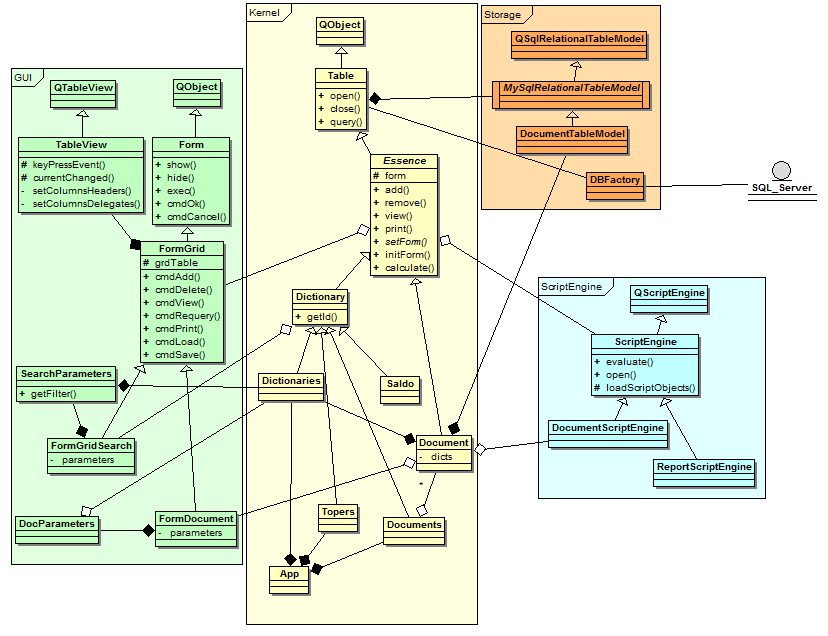 GUI
QTableView
QObject
TableView
# keyPressEvent()
# currentChanged()
- setColumnsHeaders()
- setColumnsDelegates()
Form
+ show()
+ hide()
+ exec()
+ cmdOk()
+ cmdCancel()
FormGrid
# grdTable
+ cmdAdd()
+ cmdDelete()
+ cmdView()
+ cmdRequery()
+ cmdPrint()
+ cmdLoad()
+ cmdSave()
SearchParameters
+ getFilter()
FormGridSearch
- parameters
DocParameters
FormDocument
- parameters
Kernel
QObject
Table
+ open()
+ close()
+ query()
Essence
# form
+ add()
+ remove()
+ view()
+ print()
+ setForm()
+ initForm()
+ calculate()
Dictionary
+ getId()
Dictionaries
Saldo
Document
- dicts
*
Topers
Documents
App
Storage
QSqlRelationalTableModel
MySqlRelationalTableModel
DocumentTableModel
DBFactory
SQL_Server
ScriptEngine
QScriptEngine
ScriptEngine
+ evaluate()
+ open()
# loadScriptObjects()
DocumentScriptEngine
ReportScriptEngine